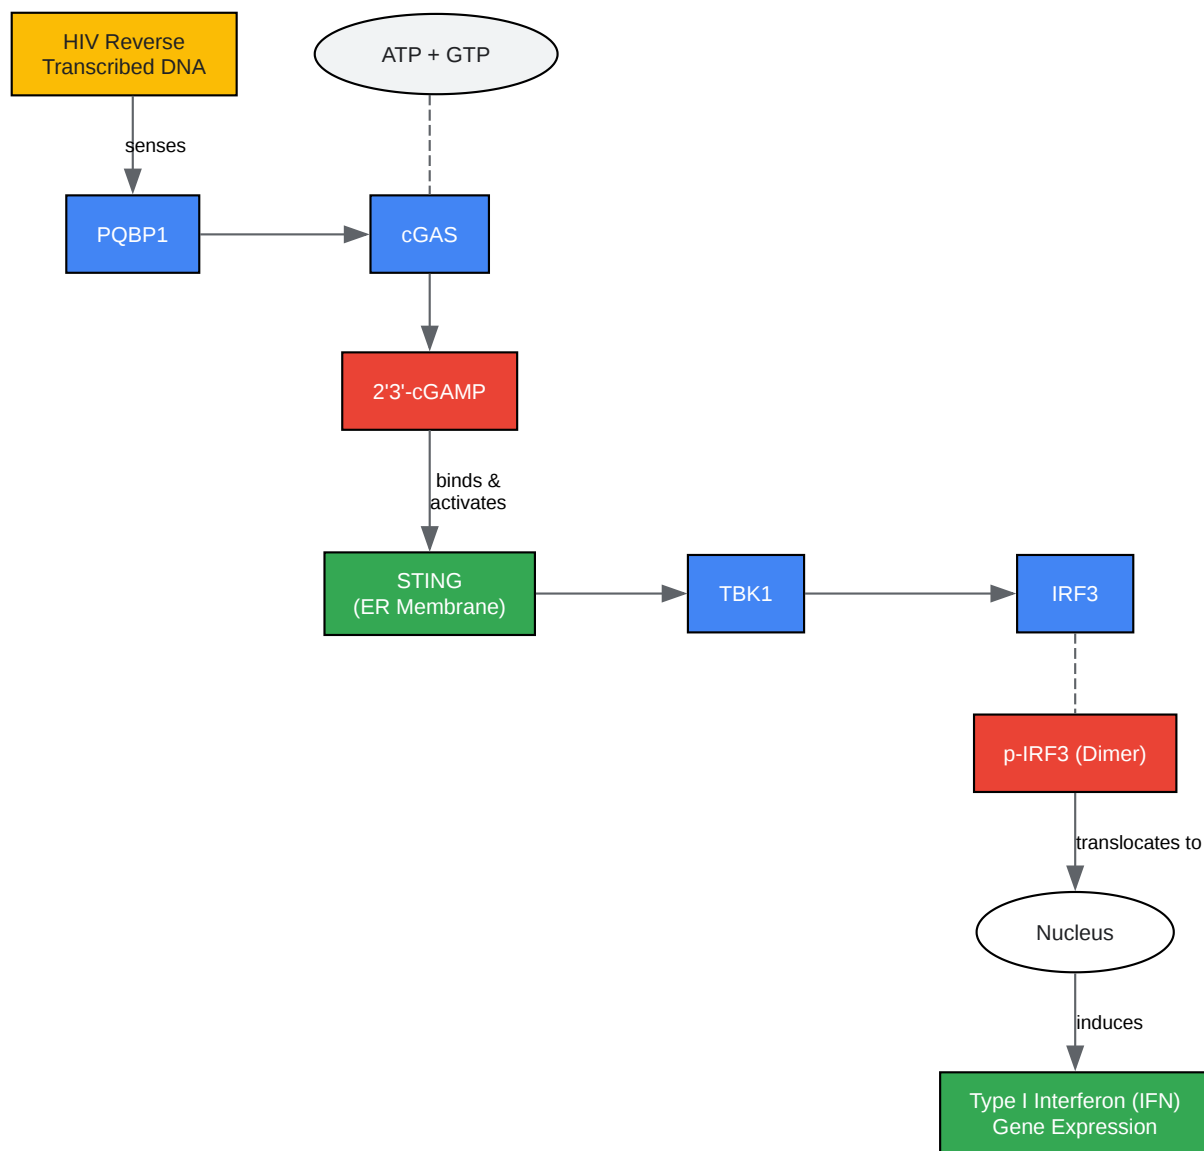 HIV Reverse
Transcribed DNA
ATP + GTP
senses
PQBP1
cGAS
2'3'-cGAMP
binds &
activates
STING
(ER Membrane)
TBK1
IRF3
p-IRF3 (Dimer)
translocates to
Nucleus
induces
Type I Interferon (IFN)
Gene Expression